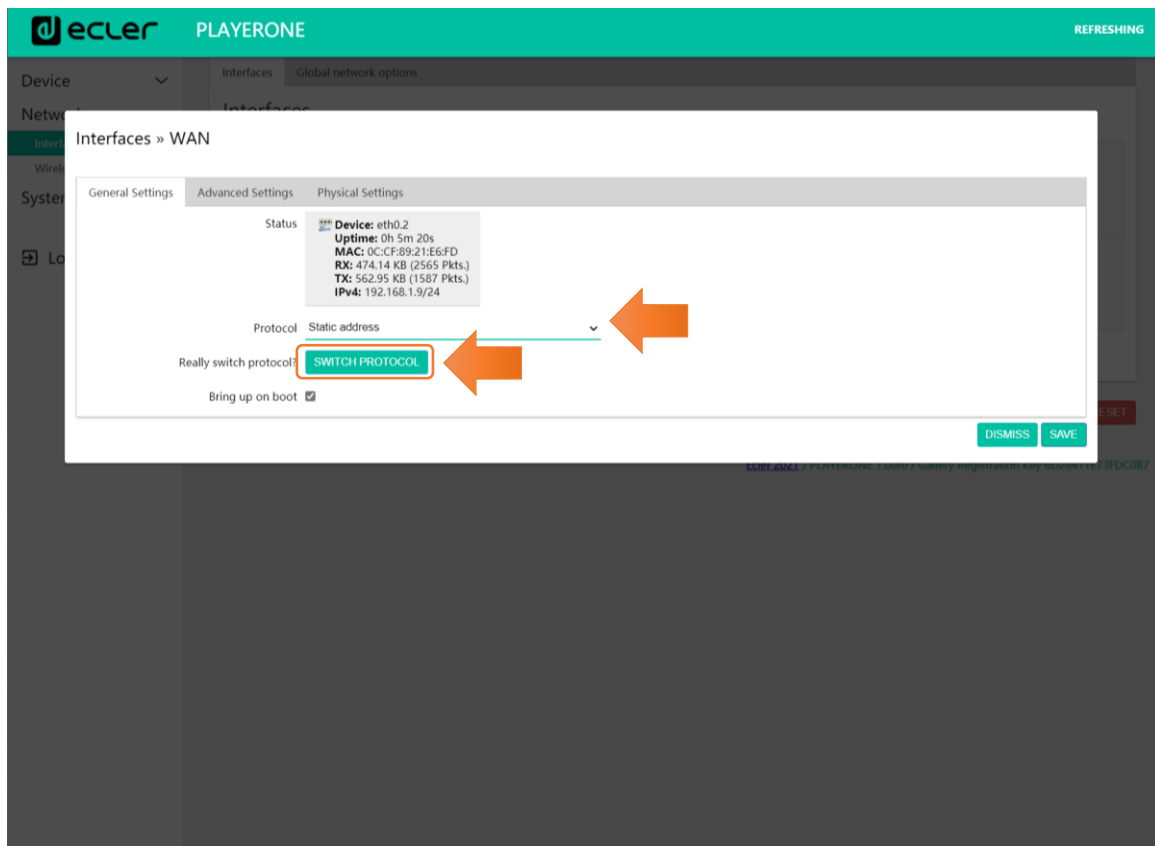 ecler PLAYERONE REFRESHING
Device
Interfaces Global network options
Interfaces » WAN
General Settings Advanced Settings Physical Settings
Status
Device: eth0.2
Uptime: 0h 5m 20s
MAC: 0C:CF:89:21:E6:FD
RX: 474.14 KB (2565 Pkts.)
TX: 562.95 KB (1587 Pkts.)
IPv4: 192.168.1.9/24
Protocol Static address
Really switch protocol? SWITCH PROTOCOL
Bring up on boot
DISMISS SAVE
Ecler 2021 / PLAYERONE